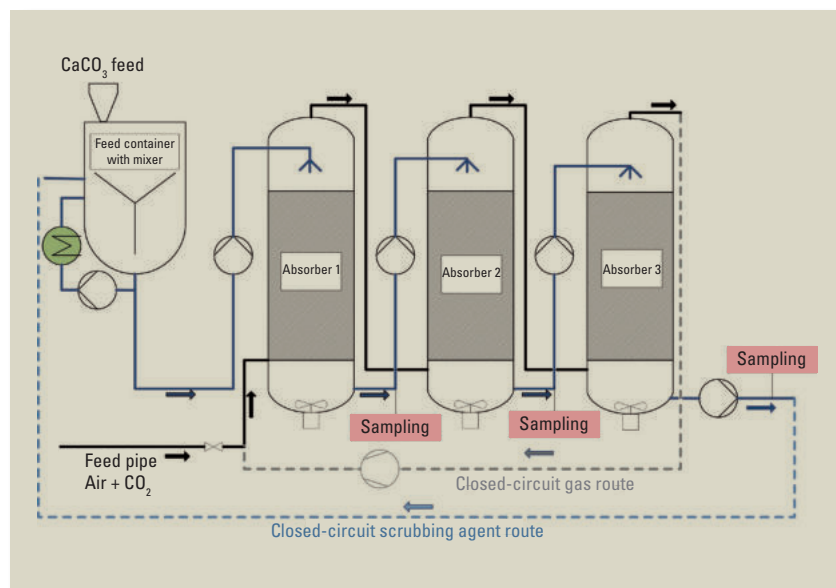 CaCO₃ feed
Feed container
with mixer
Absorber 1
Absorber 2
Absorber 3
Sampling
Sampling
Sampling
Feed pipe
Air + CO₂
Closed-circuit gas route
Closed-circuit scrubbing agent route